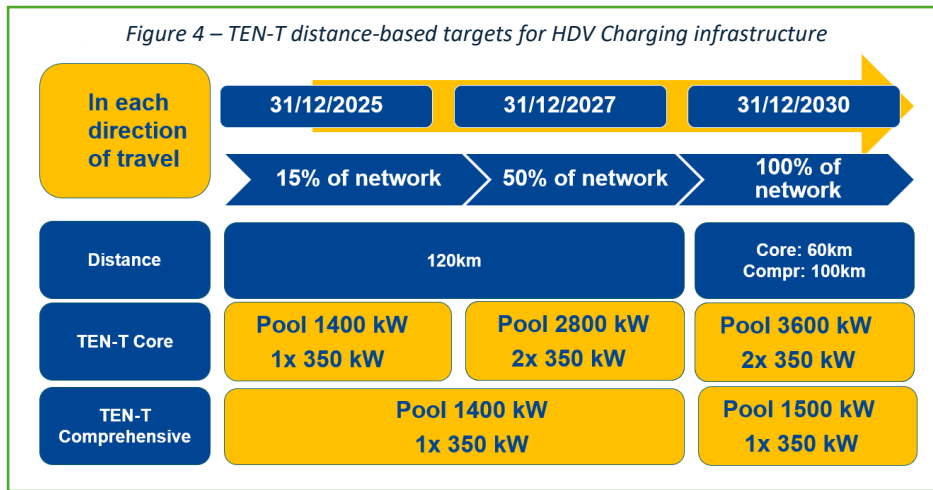 Figure 4 – TEN-T distance-based targets for HDV Charging infrastructure
In each
direction
of travel
31/12/2025
31/12/2027
31/12/2030
15% of network
50% of network
100% of
network
Distance
120km
Core: 60km
Compr: 100km
TEN-T Core
Pool 1400 kW
1x 350 kW
Pool 2800 kW
2x 350 kW
Pool 3600 kW
2x 350 kW
TEN-T
Comprehensive
Pool 1400 kW
1x 350 kW
Pool 1500 kW
1x 350 kW